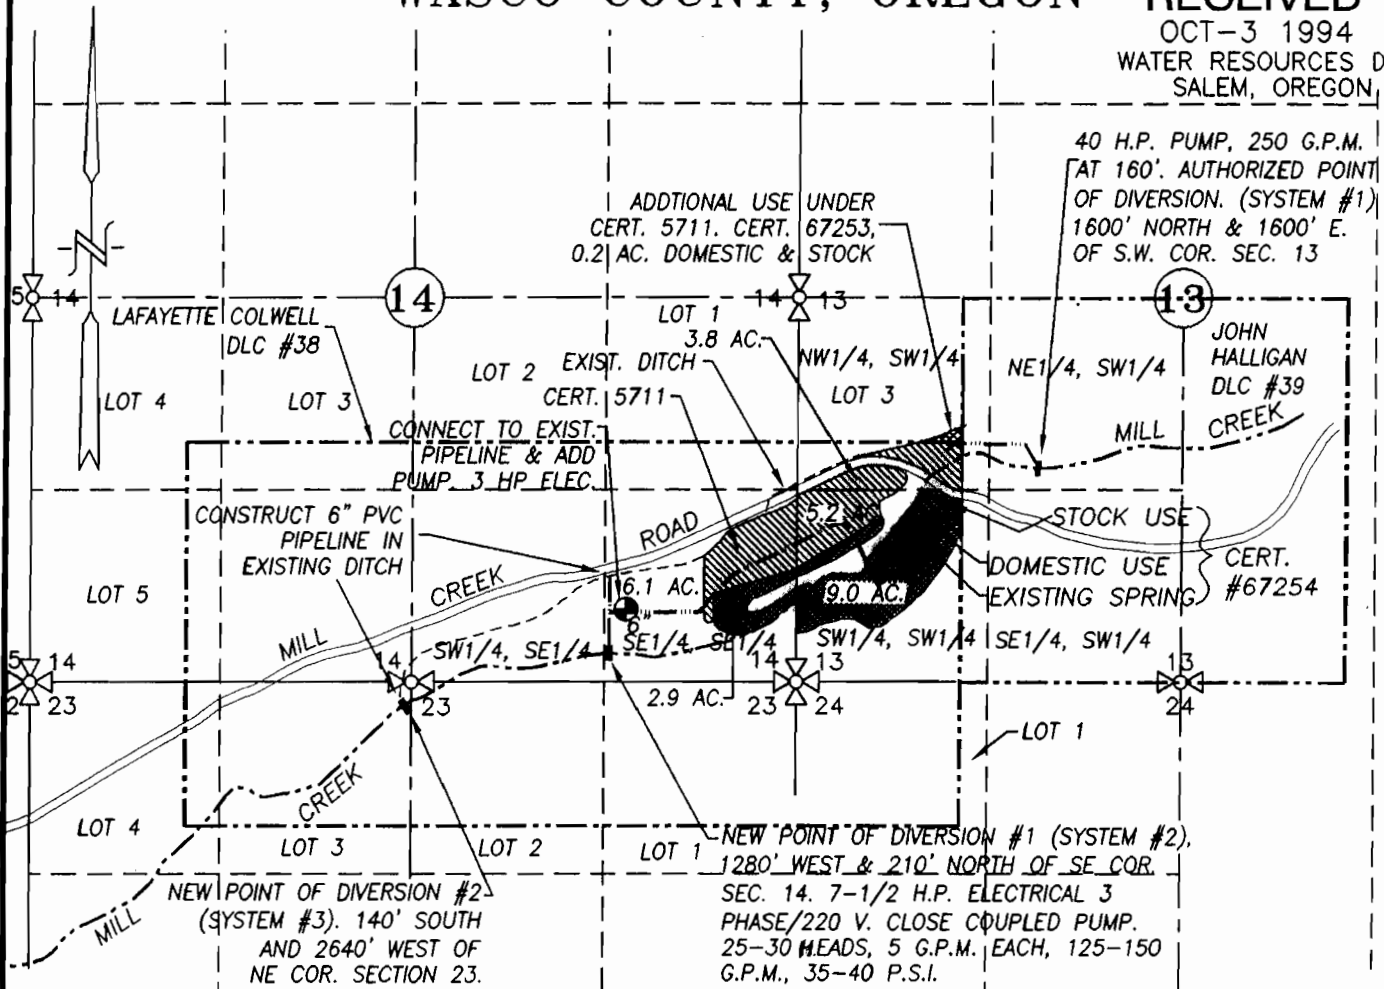 WASCO COUNTY, OREGON
RECEIVED
OCT-3 1994
WATER RESOURCES D
SALEM, OREGON
40 H.P. PUMP, 250 G.P.M.
AT 160'. AUTHORIZED POINT
OF DIVERSION. (SYSTEM #1)
1600' NORTH & 1600' E.
OF S.W. COR. SEC. 13
ADDTIONAL USE UNDER
CERT. 5711. CERT. 67253,
0.2 AC. DOMESTIC & STOCK
N
5 14
14
14 13
13
LAFAYETTE COLWELL
DLC #38
LOT 1
3.8 AC.
JOHN
HALLIGAN
DLC #39
LOT 2
EXIST. DITCH
NW1/4, SW1/4
NE1/4, SW1/4
LOT 4
LOT 3
CERT. 5711
LOT 3
MILL CREEK
CONNECT TO EXIST.
PIPELINE & ADD
PUMP. 3 HP ELEC.
CONSTRUCT 6" PVC
PIPELINE IN
EXISTING DITCH
ROAD
5.2 A
STOCK USE
DOMESTIC USE
EXISTING SPRING
CERT.
#67254
LOT 5
CREEK
MILL
6.1 AC.
9.0 AC.
6"
SW1/4, SE1/4
SE1/4, SE1/4
SW1/4, SW1/4
SE1/4, SW1/4
5 14
2 23
14
23
14 13
23 24
13
24
2.9 AC.
LOT 1
CREEK
LOT 4
LOT 3
LOT 2
LOT 1
MILL
NEW POINT OF DIVERSION #2
(SYSTEM #3). 140' SOUTH
AND 2640' WEST OF
NE COR. SECTION 23.
NEW POINT OF DIVERSION #1 (SYSTEM #2),
1280' WEST & 210' NORTH OF SE COR.
SEC. 14. 7-1/2 H.P. ELECTRICAL 3
PHASE/220 V. CLOSE COUPLED PUMP.
25-30 HEADS, 5 G.P.M. EACH, 125-150
G.P.M., 35-40 P.S.I.